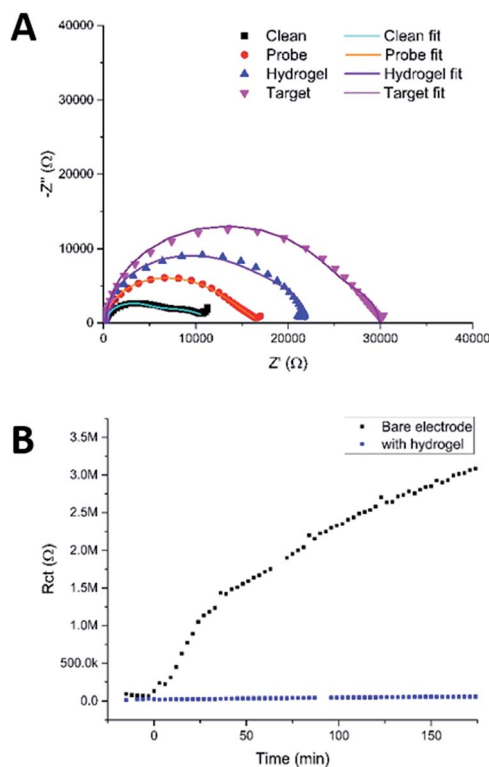 A
Clean
Clean fit
Probe
Probe fit
Hydrogel
Hydrogel fit
Target
Target fit
40000
30000
20000
10000
0
-Z'' (Ω)
0
10000
20000
30000
40000
Z' (Ω)
B
Bare electrode
with hydrogel
3.5M
3.0M
2.5M
2.0M
1.5M
1.0M
500.0k
0.0
Rct (Ω)
0
50
100
150
Time (min)